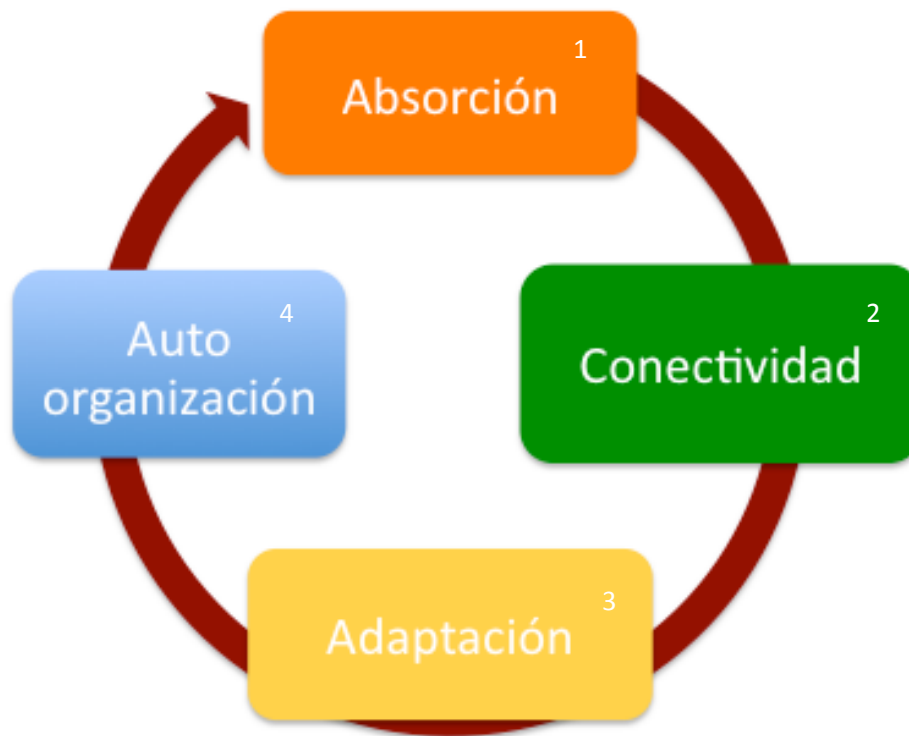 1
Absorción
2
Conectividad
3
Adaptación
4
Auto
organización